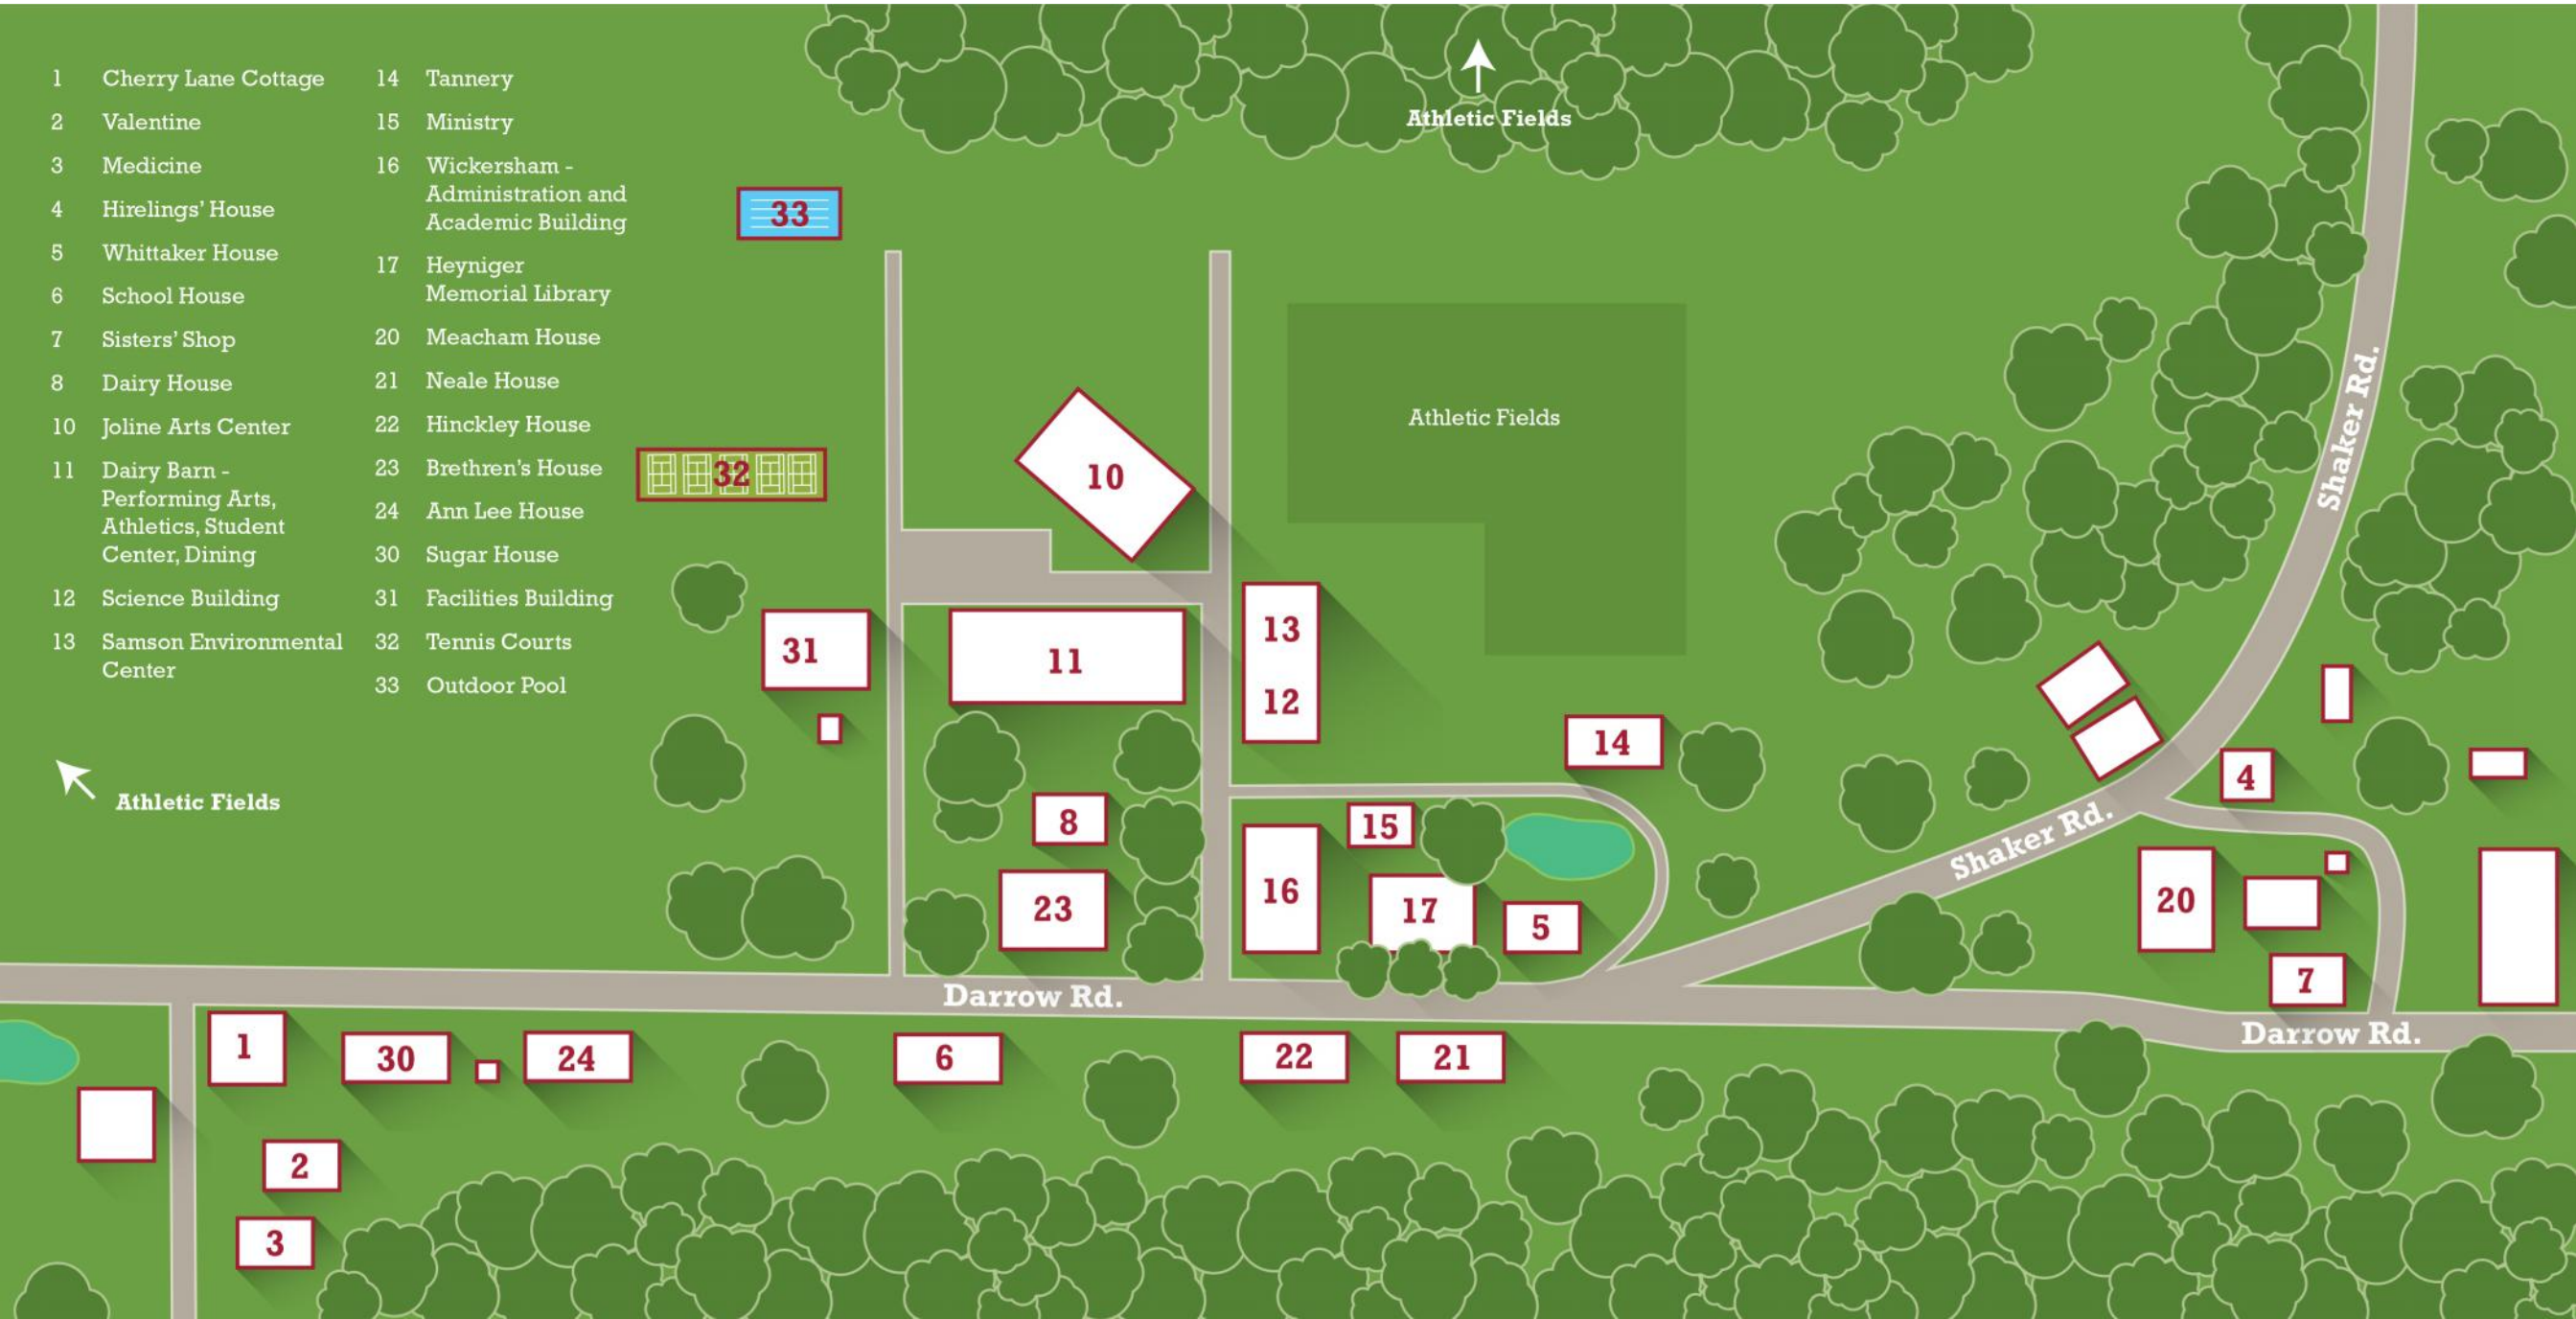 1 Cherry Lane Cottage
2 Valentine
3 Medicine
4 Hirelings' House
5 Whittaker House
6 School House
7 Sisters' Shop
8 Dairy House
10 Joline Arts Center
11 Dairy Barn -
Performing Arts,
Athletics, Student
Center, Dining
12 Science Building
13 Samson Environmental
Center
14 Tannery
15 Ministry
16 Wickersham -
Administration and
Academic Building
17 Heyniger
Memorial Library
20 Meacham House
21 Neale House
22 Hinckley House
23 Brethren's House
24 Ann Lee House
30 Sugar House
31 Facilities Building
32 Tennis Courts
33 Outdoor Pool
Athletic Fields
Athletic Fields
33
Athletic Fields
32
10
Shaker Rd.
31
11
13
12
14
4
8
15
Shaker Rd.
16
17
5
23
20
7
Darrow Rd.
Darrow Rd.
1
30
24
6
22
21
2
3